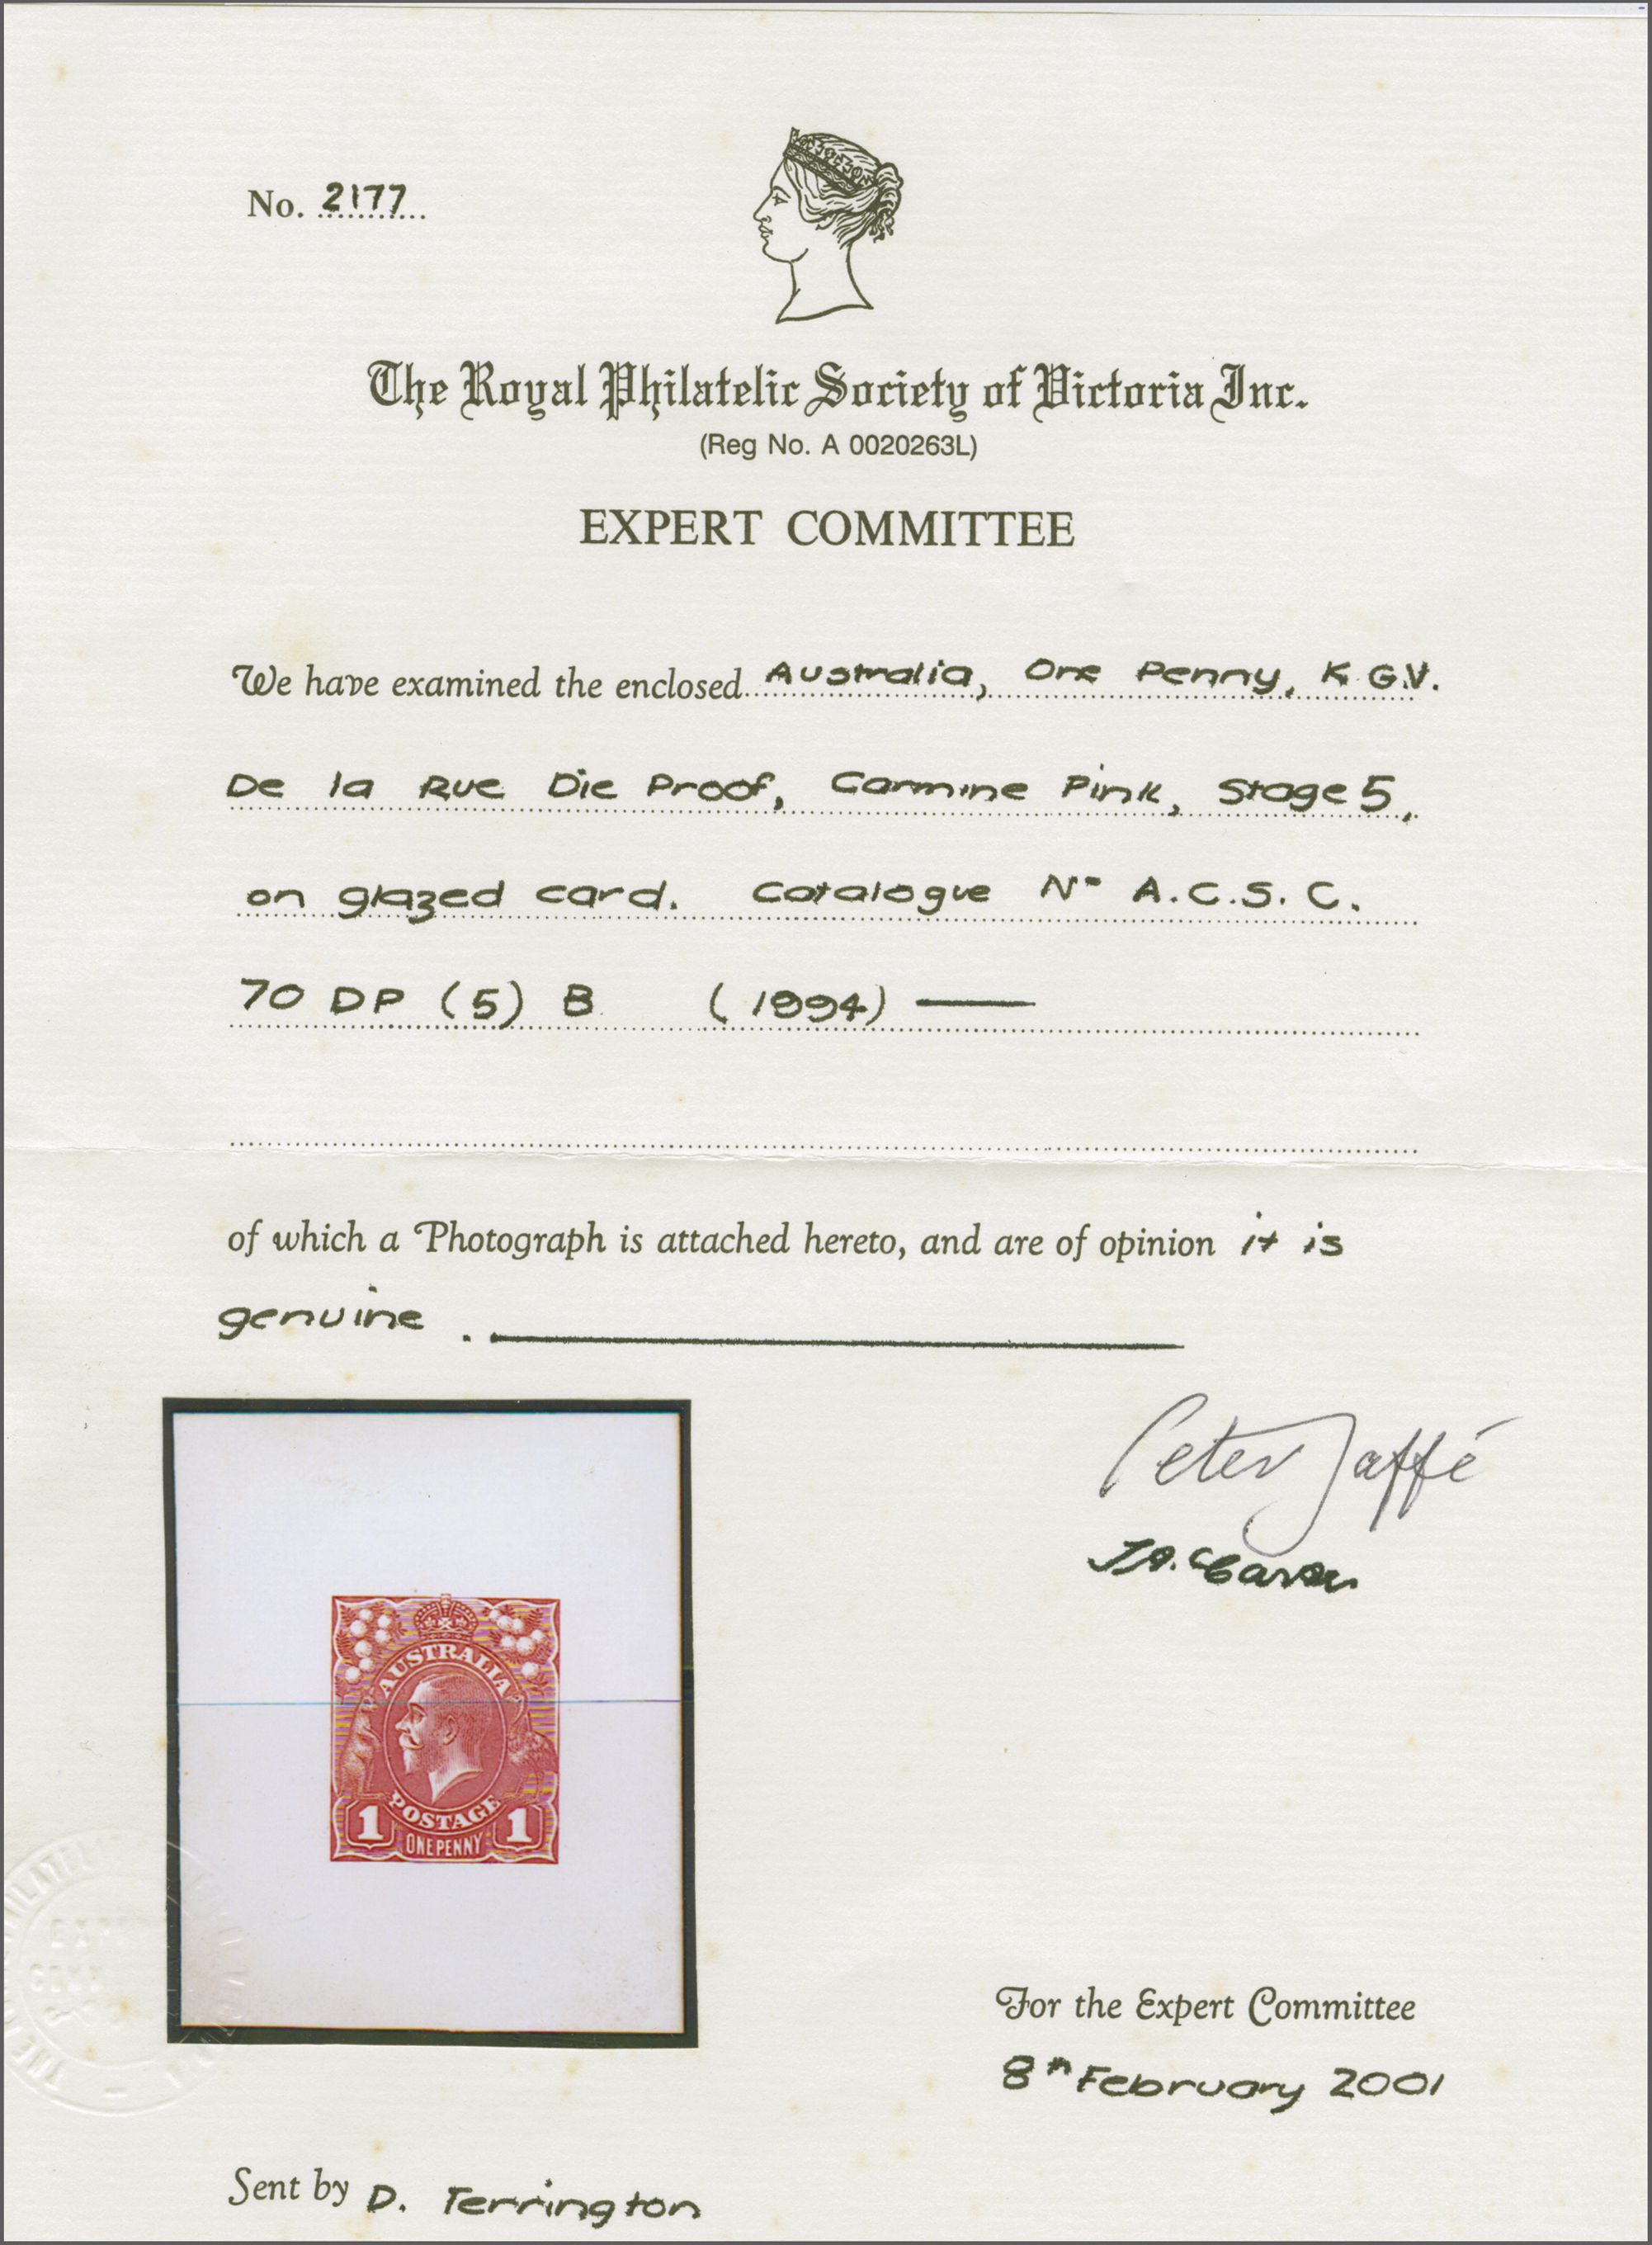 No. 2177
The Royal Philatelic Society of Victoria Inc.
(Reg No. A 0020263L)
EXPERT COMMITTEE
We have examined the enclosed Australia, One Penny, K.G.V.
De la Rue Die Proof, Carmine Pink, Stage 5,
on glazed card. Catalogue Nº A.C.S.C.
70 DP (5) B (1994) —
of which a Photograph is attached hereto, and are of opinion it is
genuine.
Peter Jaffé
AUSTRALIA
POSTAGE
1 ONE PENNY 1
For the Expert Committee
8th February 2001
Sent by D. Terrington